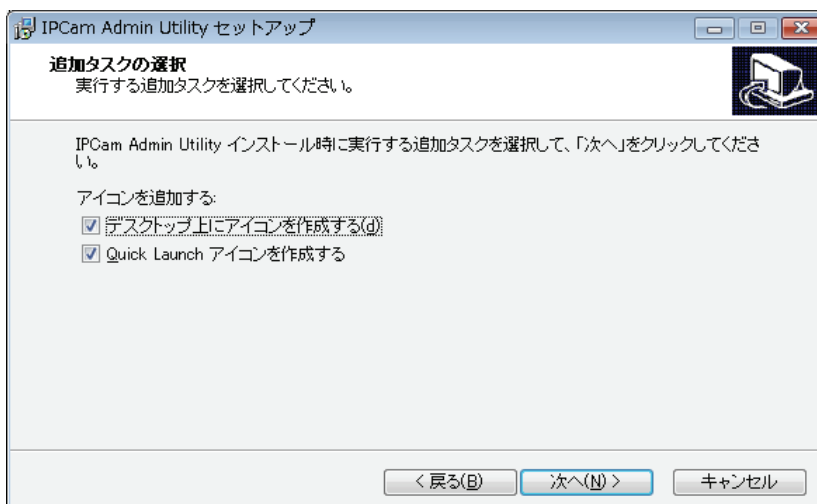 IPCam Admin Utility セットアップ
追加タスクの選択
実行する追加タスクを選択してください。
IPCam Admin Utility インストール時に実行する追加タスクを選択して、「次へ」をクリックしてくださ
い。
アイコンを追加する:
デスクトップ上にアイコンを作成する(d)
Quick Launch アイコンを作成する
< 戻る(B)
次へ(N) >
キャンセル